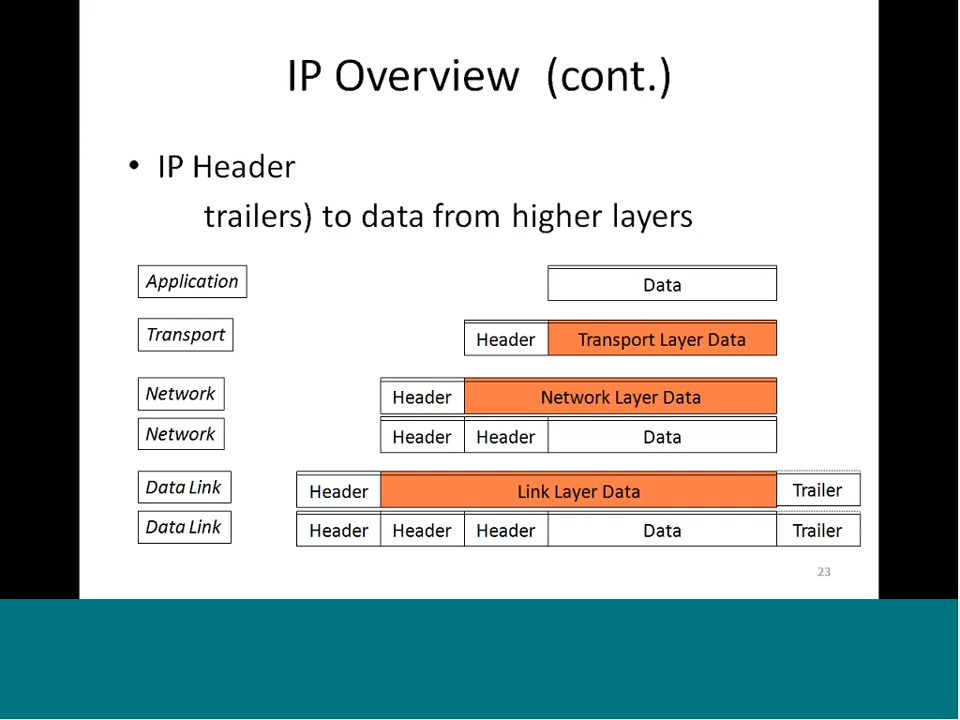 IP Overview (cont.)
• IP Header
trailers) to data from higher layers
Application Data
Transport Header Transport Layer Data
Network Header Network Layer Data
Network Header Header Data
Data Link Header Link Layer Data Trailer
Data Link Header Header Header Data Trailer
23